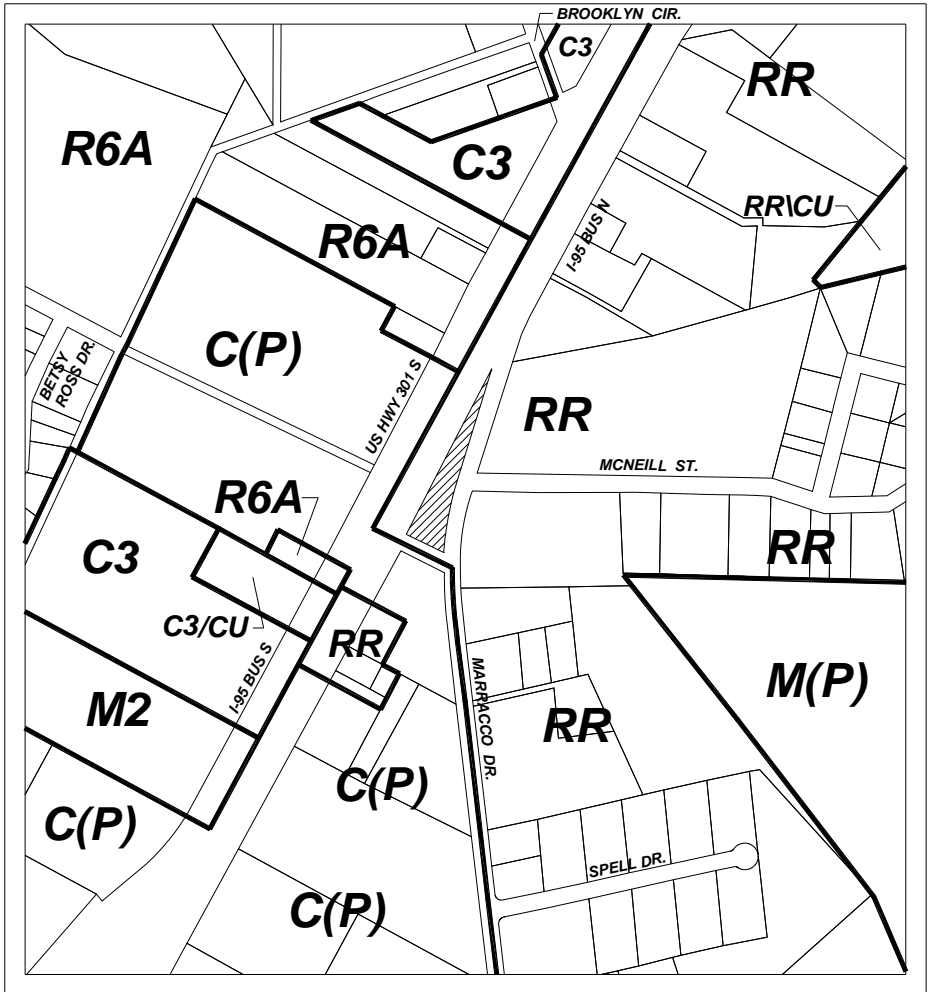 BROOKLYN CIR.
C3
RR
R6A
C3
RR\CU
R6A
I-95 BUS N
C(P)
BETSY
ROSS DR.
US HWY 301 S
RR
MCNEILL ST.
R6A
C3
RR
C3/CU
RR
I-95 BUS S
MARRACCO DR.
M(P)
M2
RR
C(P)
C(P)
SPELL DR.
C(P)